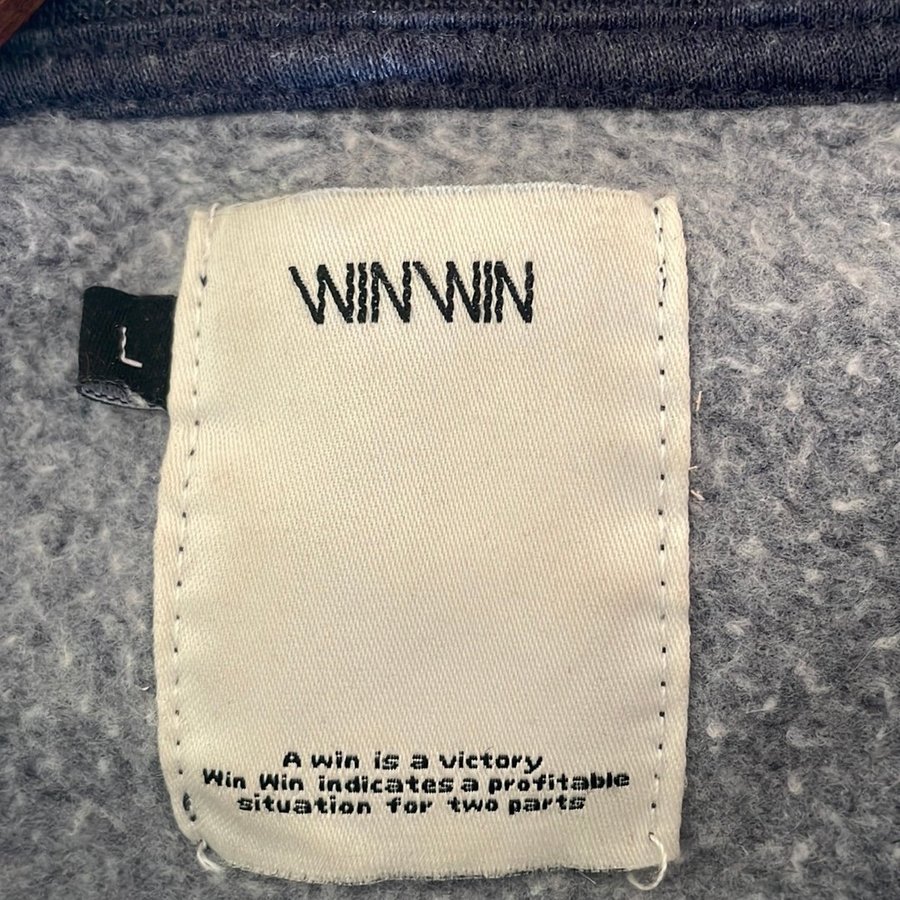 WINWIN
L
A win is a victory
Win Win indicates a profitable
situation for two parts